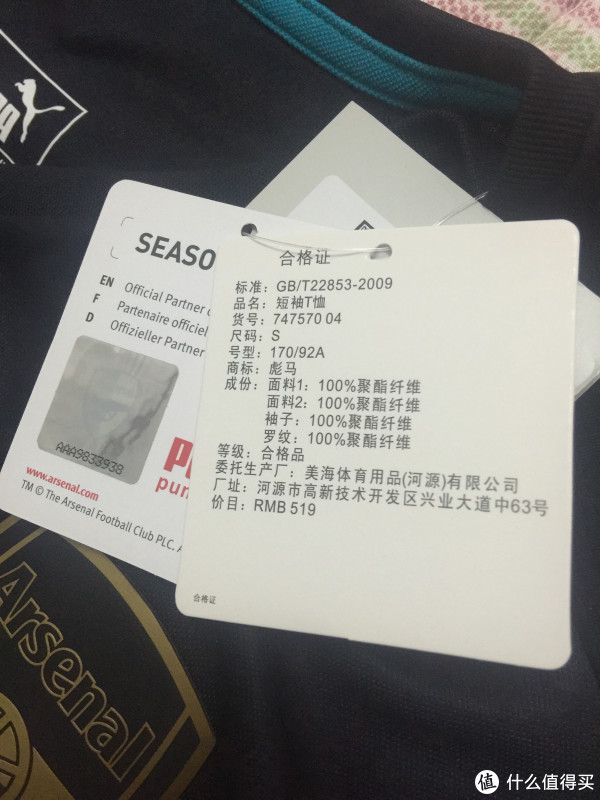 SEASO
EN Official Partner
F Partenaire officiel
D Offizieller Partner
AAA9833938
www.arsenal.com
TM © The Arsenal Football Club PLC. A
合格证
标准：GB/T22853-2009
品名：短袖T恤
货号：747570 04
尺码：S
号型：170/92A
商标：彪马
成份：面料1：100%聚酯纤维
面料2：100%聚酯纤维
袖子：100%聚酯纤维
罗纹：100%聚酯纤维
等级：合格品
委托生产厂：美海体育用品(河源)有限公司
厂址：河源市高新技术开发区兴业大道中63号
价目：RMB 519
合格证
Arsenal
值 什么值得买